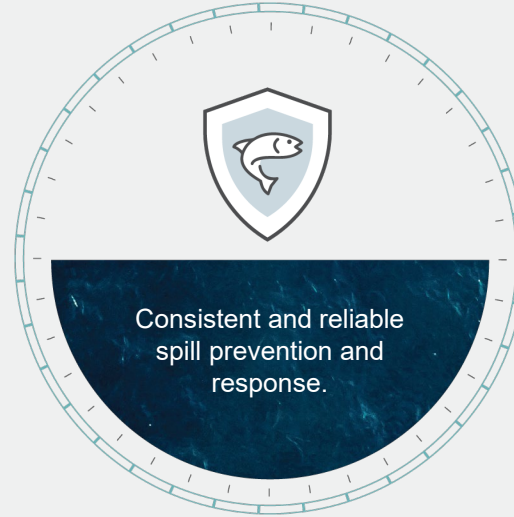 Consistent and reliable
spill prevention and
response.